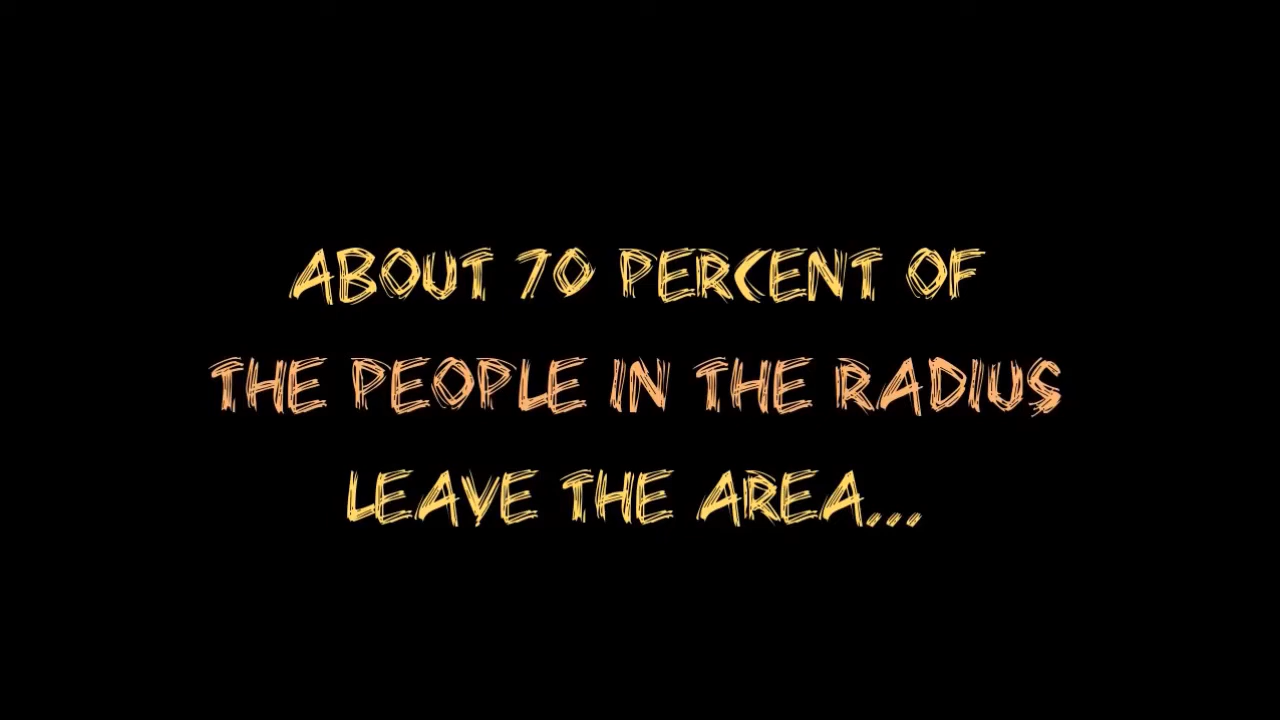 ABOUT 70 PERCENT OF
THE PEOPLE IN THE RADIUS
LEAVE THE AREA...